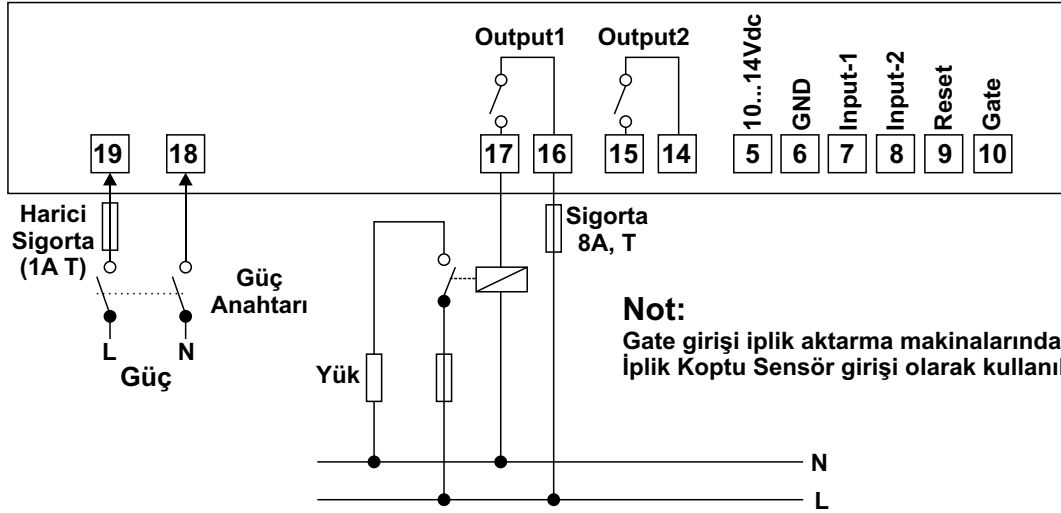 Output1
Output2
10...14Vdc
GND
Input-1
Input-2
Reset
Gate
19
18
17
16
15
14
5
6
7
8
9
10
Harici
Sigorta
(1A T)
Güç
Anahtarı
L
N
Güç
Sigorta
8A, T
Yük
Not:
Gate girişi iplik aktarma makinalarında
İplik Koptu Sensör girişi olarak
N
L